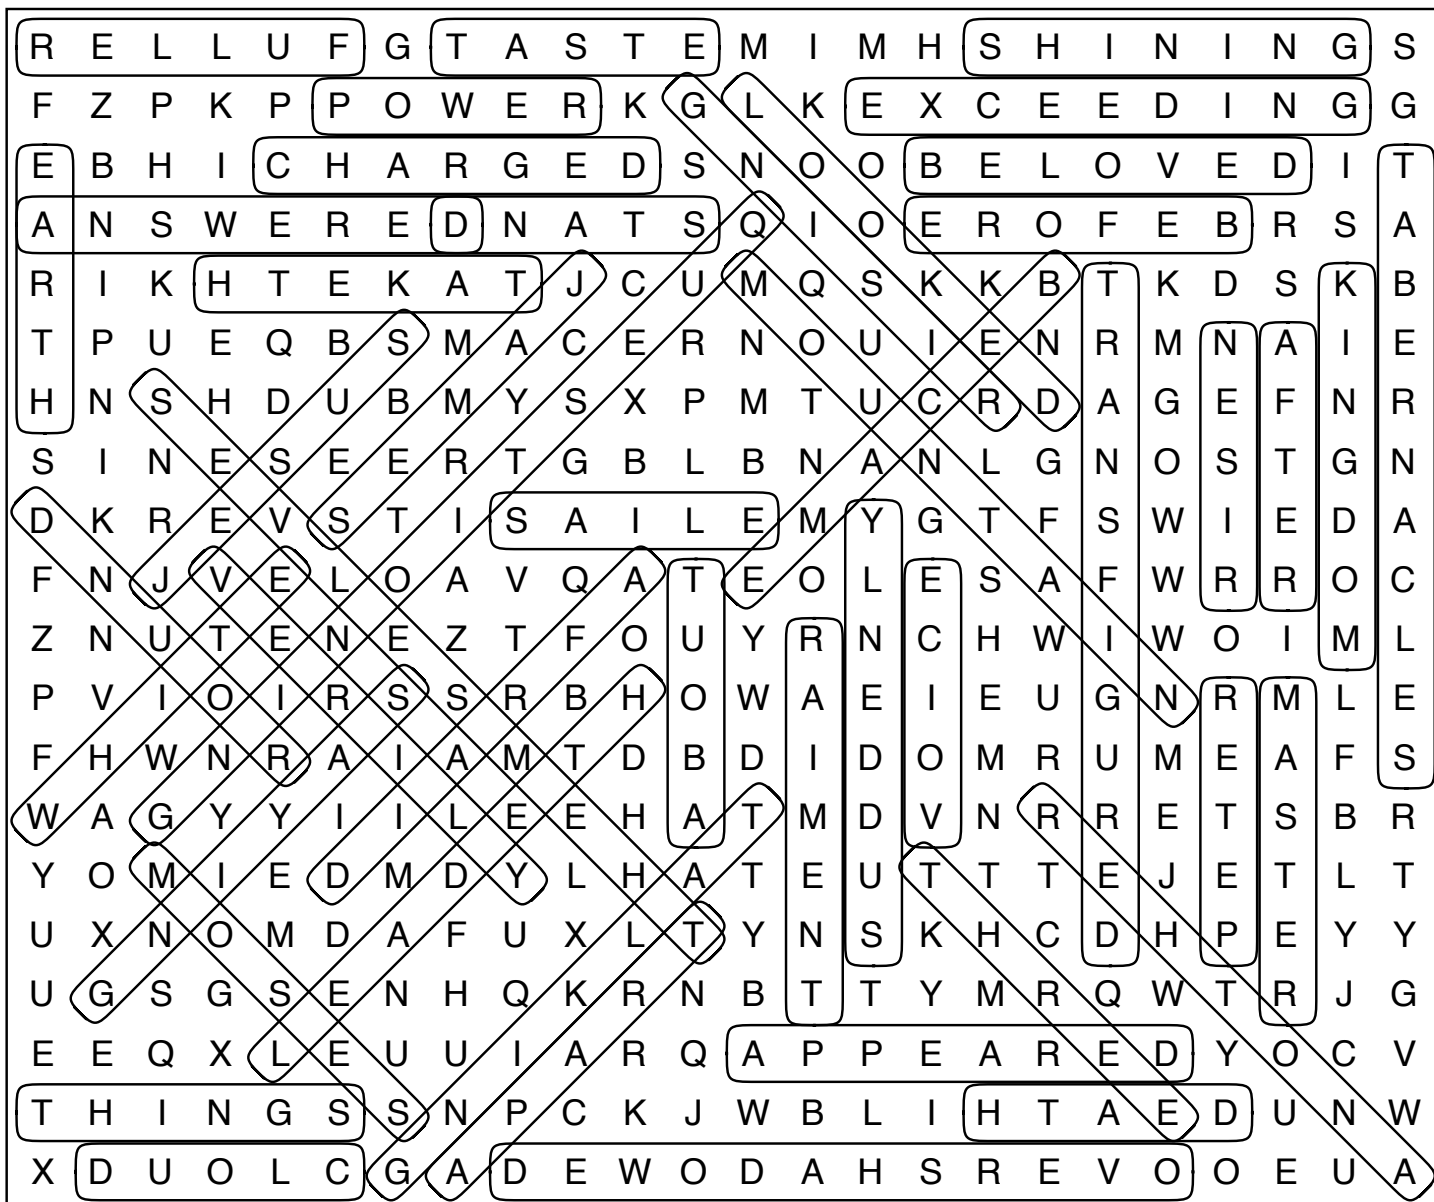 R E L L U F G T A S T E M I M H S H I N I N G S
F Z P K P P O W E R K G L K E X C E E D I N G G
E B H I C H A R G E D S N O O B E L O V E D I T
A N S W E R E D N A T S Q I O E R O F E B R S A
R I K H T E K A T J C U M Q S K K B T K D S K B
T P U E Q B S M A C E R N O U I E N R M N A I E
H N S H D U B M Y S X P M T U C R D A G E F N R
S I N E S E E R T G B L B N A N L G N O S T G N
D K R E V S T I S A I L E M Y G T F S W I E D A
F N J V E L O A V Q A T E O L E S A F W R R O C
Z N U T E N E Z T F O U Y R N C H W I W O I M L
P V I O I R S S R B H O W A E I E U G N R M L E
F H W N R A I A M T D B D I D O M R U M E A F S
W A G Y Y I I L E E H A T M D V N R R E T S B R
Y O M I E D M D Y L H A T E U T T T E J E T L T
U X N O M D A F U X L T Y N S K H C D H P E Y Y
U G S G S E N H Q K R N B T T Y M R Q W T R J G
E E Q X L E U U I A R Q A P P E A R E D Y O C V
T H I N G S S N P C K J W B L I H T A E D U N W
X D U O L C G A D E W O D A H S R E V O O E U A